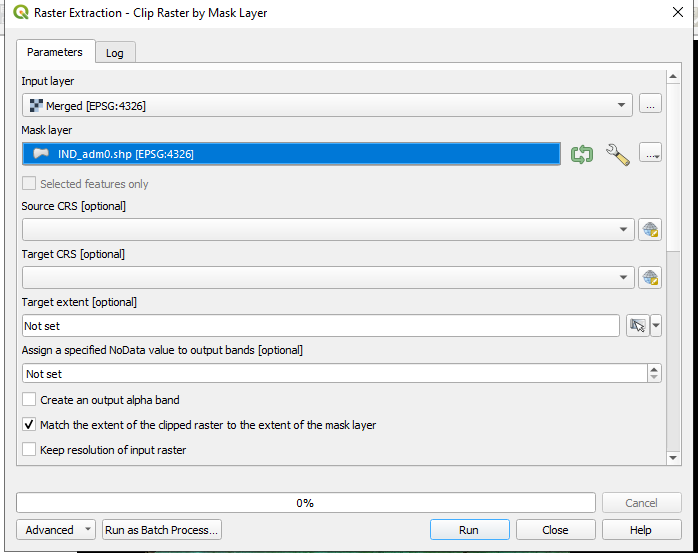 Raster Extraction - Clip Raster by Mask Layer
Parameters
Log
Input layer
Merged [EPSG:4326]
...
Mask layer
IND_adm0.shp [EPSG:4326]
...
Selected features only
Source CRS [optional]
Target CRS [optional]
Target extent [optional]
Not set
Assign a specified NoData value to output bands [optional]
Not set
Create an output alpha band
Match the extent of the clipped raster to the extent of the mask layer
Keep resolution of input raster
0%
Cancel
Advanced
Run as Batch Process...
Run
Close
Help